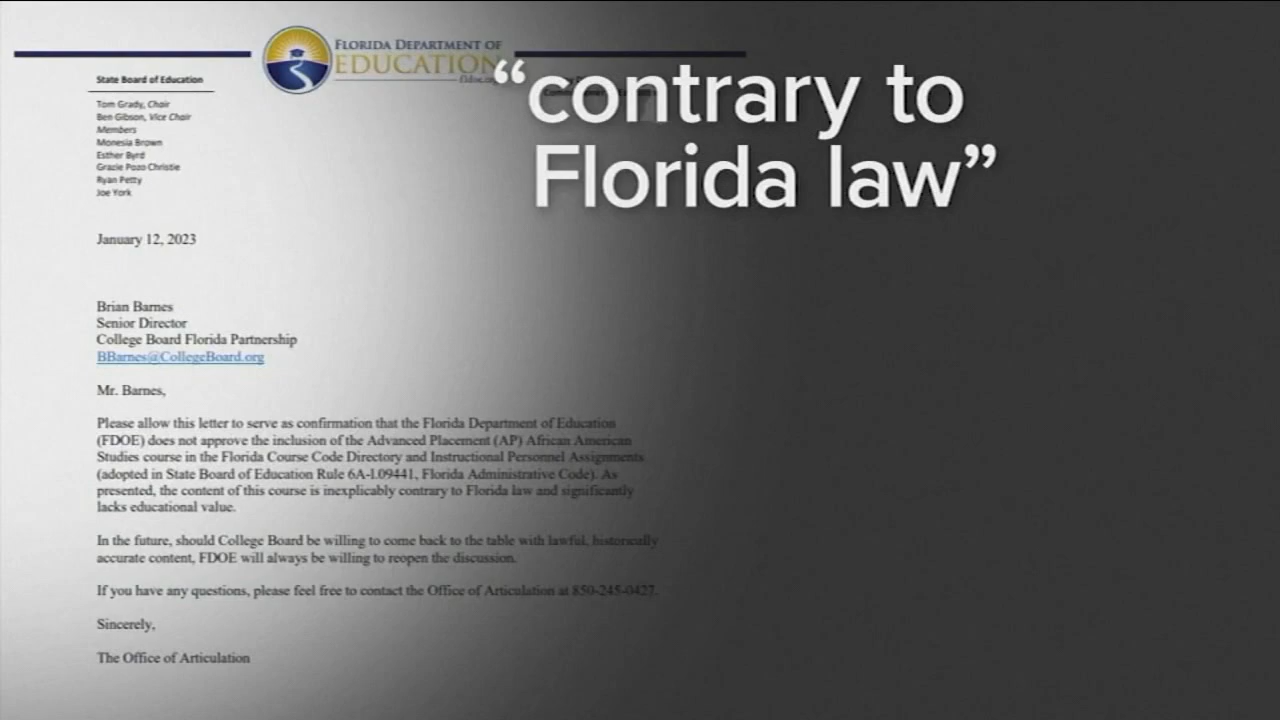 FLORIDA DEPARTMENT OF
EDUCATION
fldoe.org
“contrary to
Florida law”
State Board of Education
Tom Grady, Chair
Ben Gibson, Vice Chair
Members
Monesia Brown
Esther Byrd
Grazie Pozo Christie
Ryan Petty
Joe York
January 12, 2023
Brian Barnes
Senior Director
College Board Florida Partnership
BBarnes@CollegeBoard.org
Mr. Barnes,
Please allow this letter to serve as confirmation that the Florida Department of Education
(FDOE) does not approve the inclusion of the Advanced Placement (AP) African American
Studies course in the Florida Course Code Directory and Instructional Personnel Assignments
(adopted in State Board of Education Rule 6A-1.09441, Florida Administrative Code). As
presented, the content of this course is inexplicably contrary to Florida law and significantly
lacks educational value.
In the future, should College Board be willing to come back to the table with lawful, historically
accurate content, FDOE will always be willing to reopen the discussion.
If you have any questions, please feel free to contact the Office of Articulation at 850-245-0427.
Sincerely,
The Office of Articulation